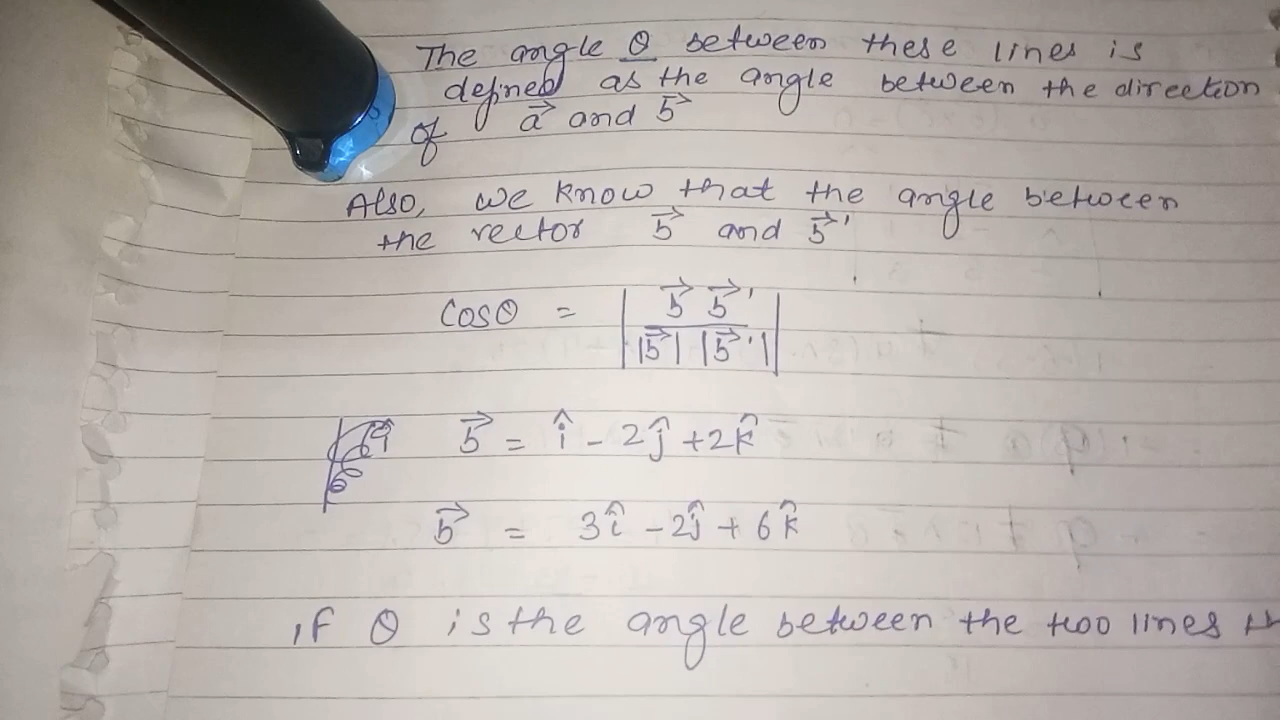 The angle θ between these lines is
defined as the angle between the direction
of a⃗ and b⃗
Also, we know that the angle between
the vector b⃗ and b⃗'
cosθ = | b⃗ b⃗' / |b⃗| |b⃗'| |
b⃗ = î - 2ĵ + 2k̂
b⃗ = 3î - 2ĵ + 6k̂
if θ is the angle between the two lines th